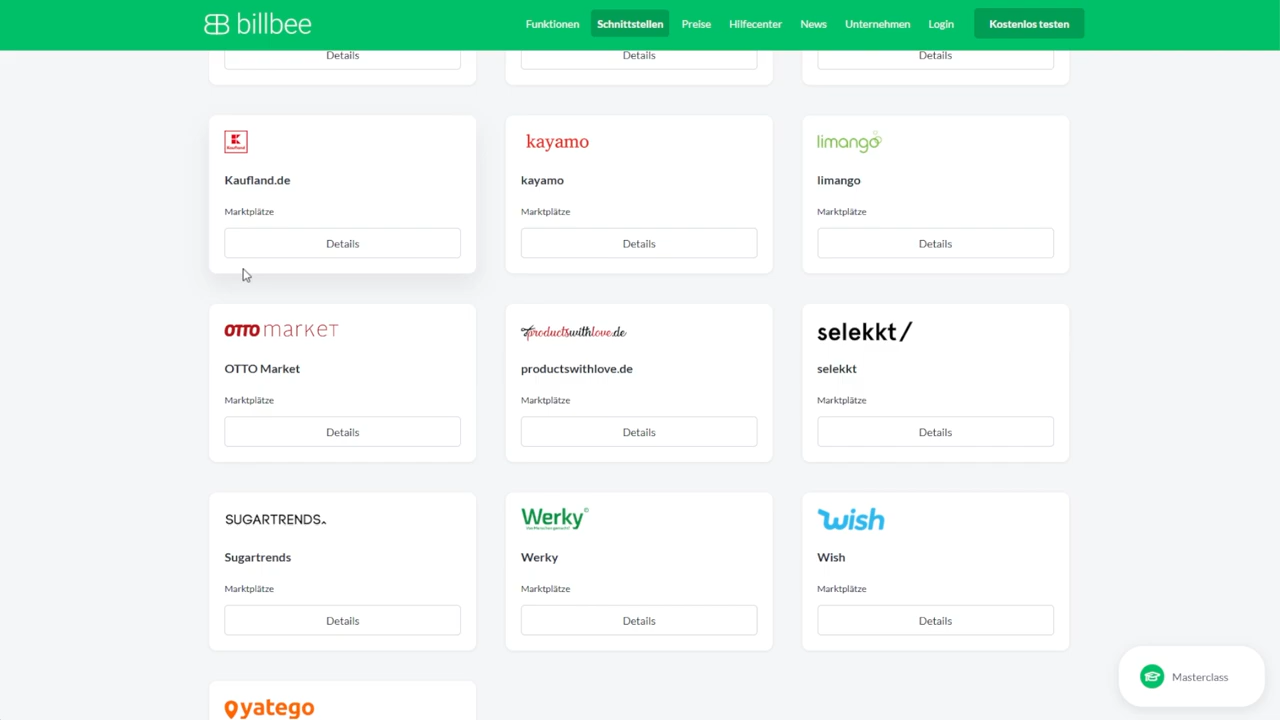 billbee
Funktionen Schnittstellen Preise Hilfecenter News Unternehmen Login Kostenlos testen
Details Details Details
K
kayamo
limango
Kaufland.de
kayamo
limango
Marktplätze Marktplätze Marktplätze
Details Details Details
OTTO MARKET
productswithlove.de
selekkt/
OTTO Market
productswithlove.de
selekkt
Marktplätze Marktplätze Marktplätze
Details Details Details
SUGARTRENDS.
Werky
wish
Sugartrends
Werky
Wish
Marktplätze Marktplätze Marktplätze
Details Details Details
Masterclass
yatego